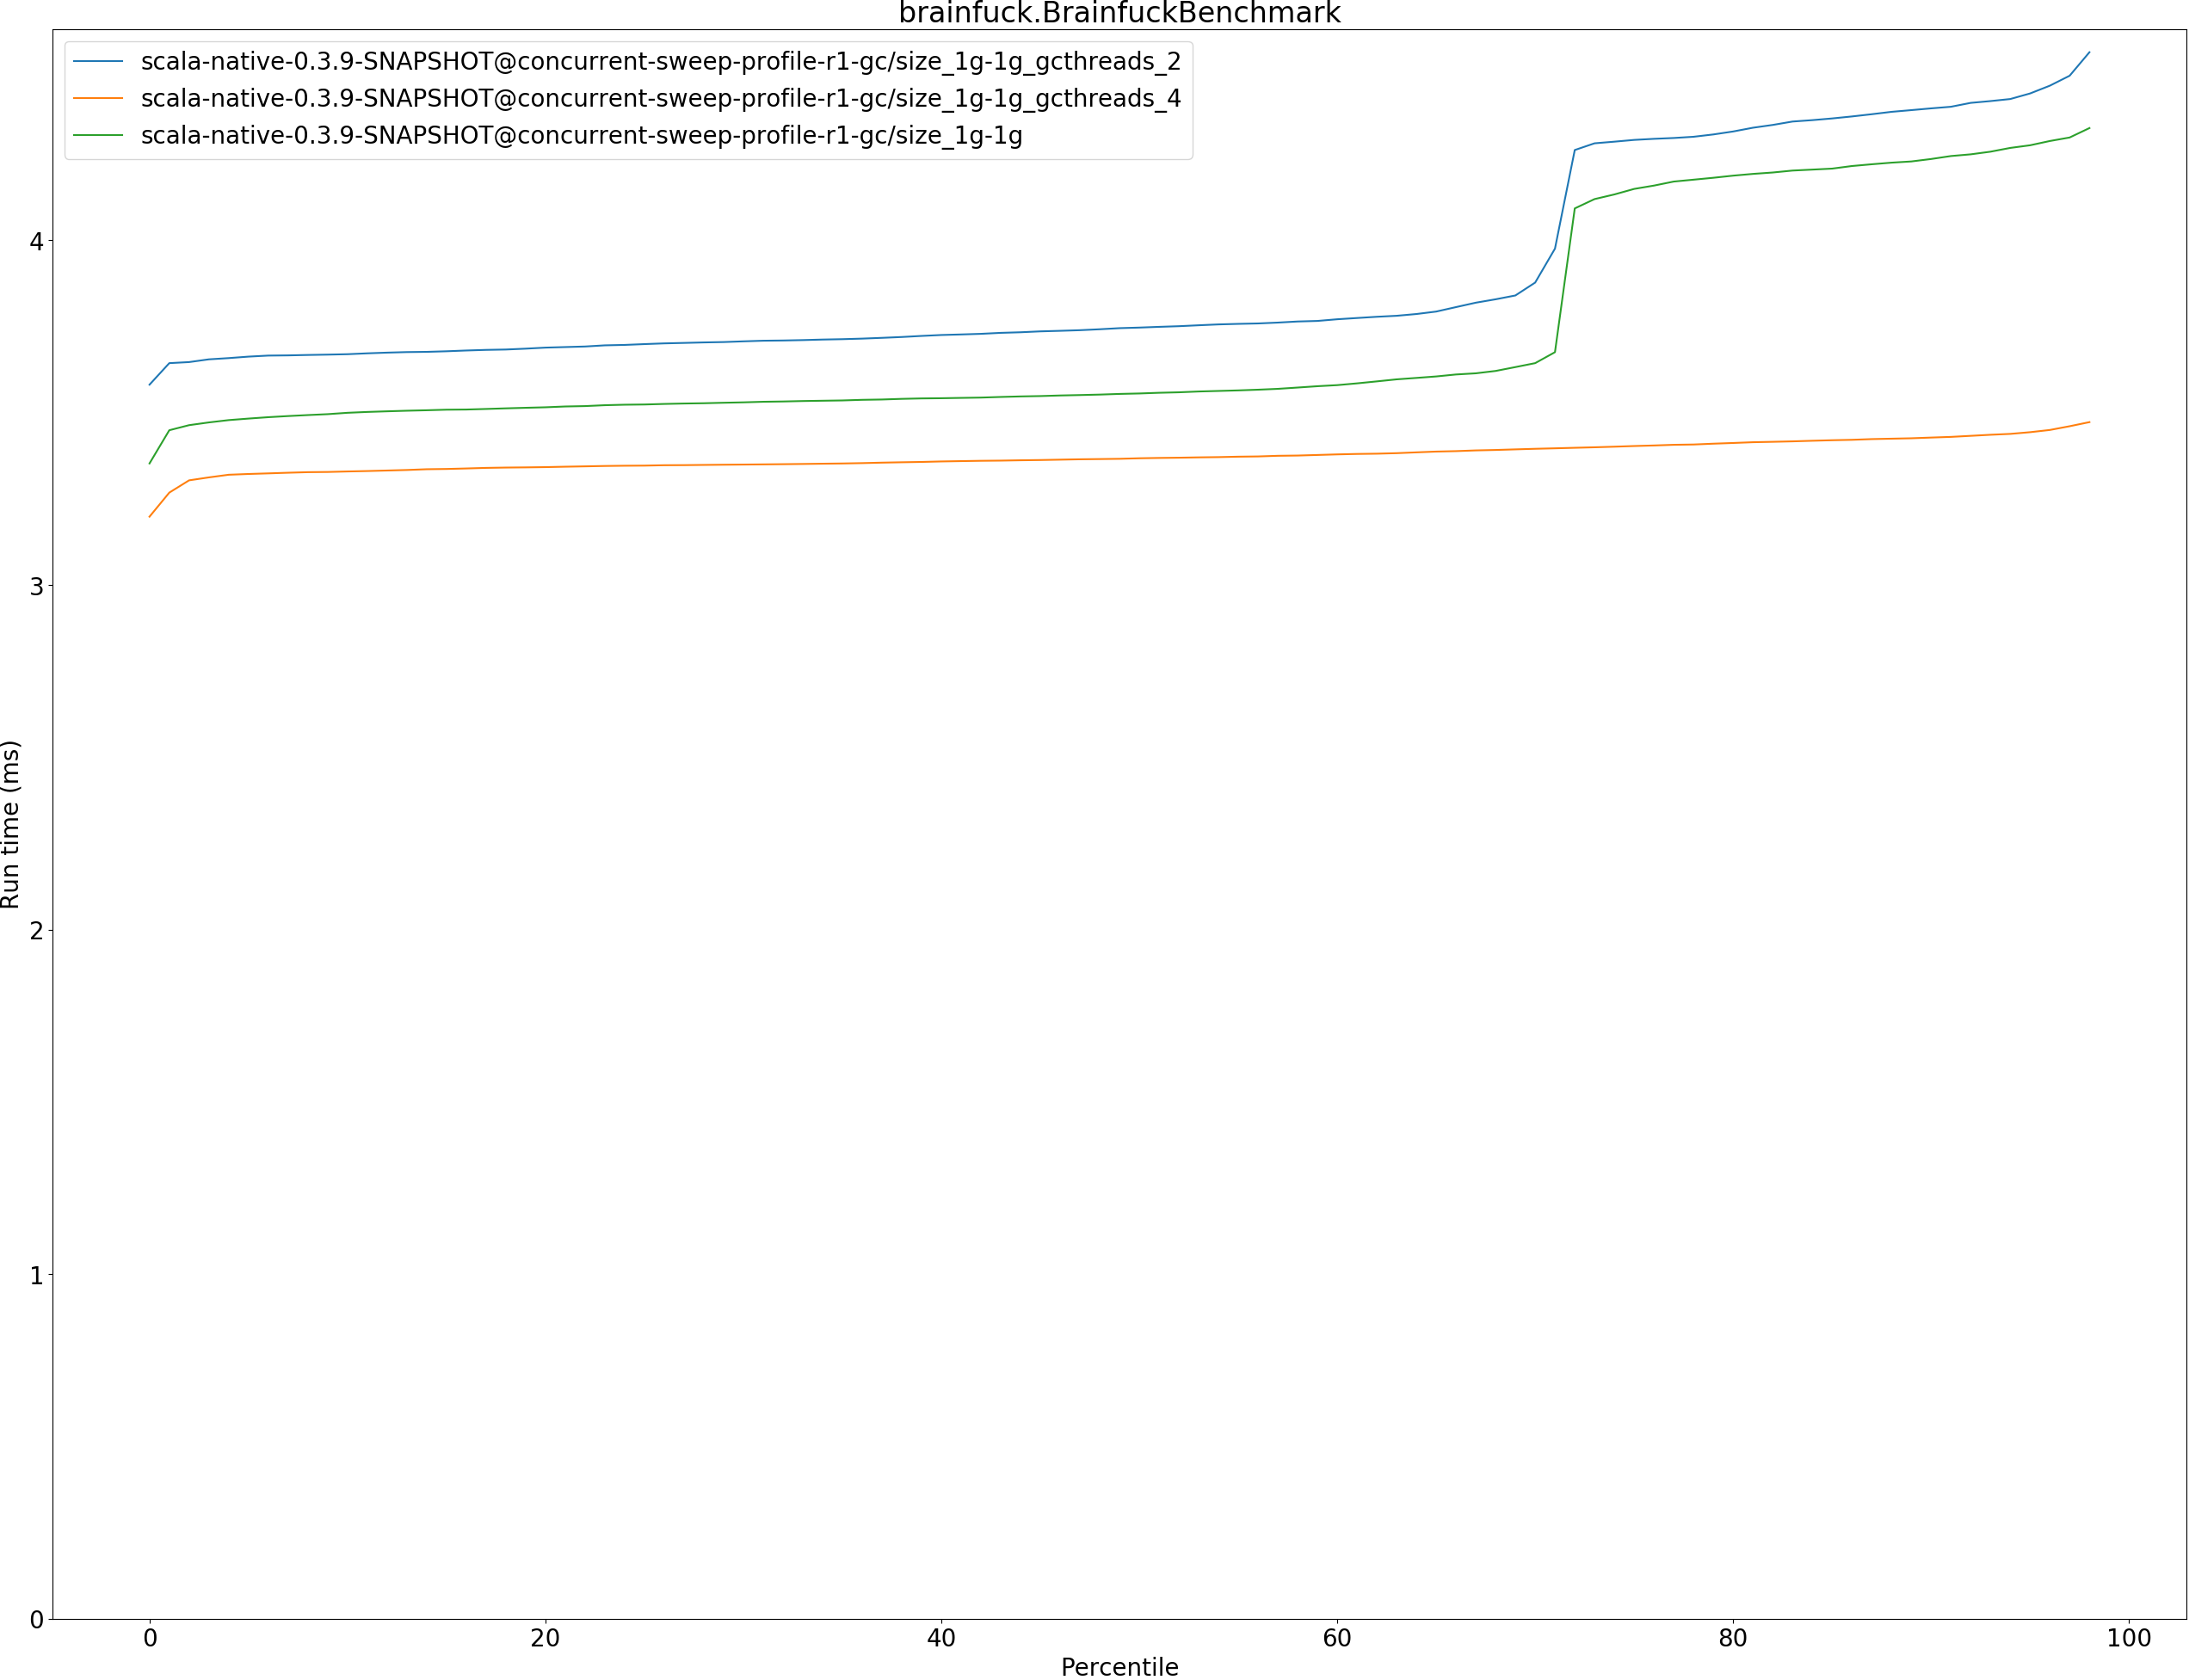 brainfuck.BrainfuckBenchmark
scala-native-0.3.9-SNAPSHOT@concurrent-sweep-profile-r1-gc/size_1g-1g_gcthreads_2
scala-native-0.3.9-SNAPSHOT@concurrent-sweep-profile-r1-gc/size_1g-1g_gcthreads_4
scala-native-0.3.9-SNAPSHOT@concurrent-sweep-profile-r1-gc/size_1g-1g
4
3
2
1
0
Run time (ms)
0 20 40 60 80 100
Percentile